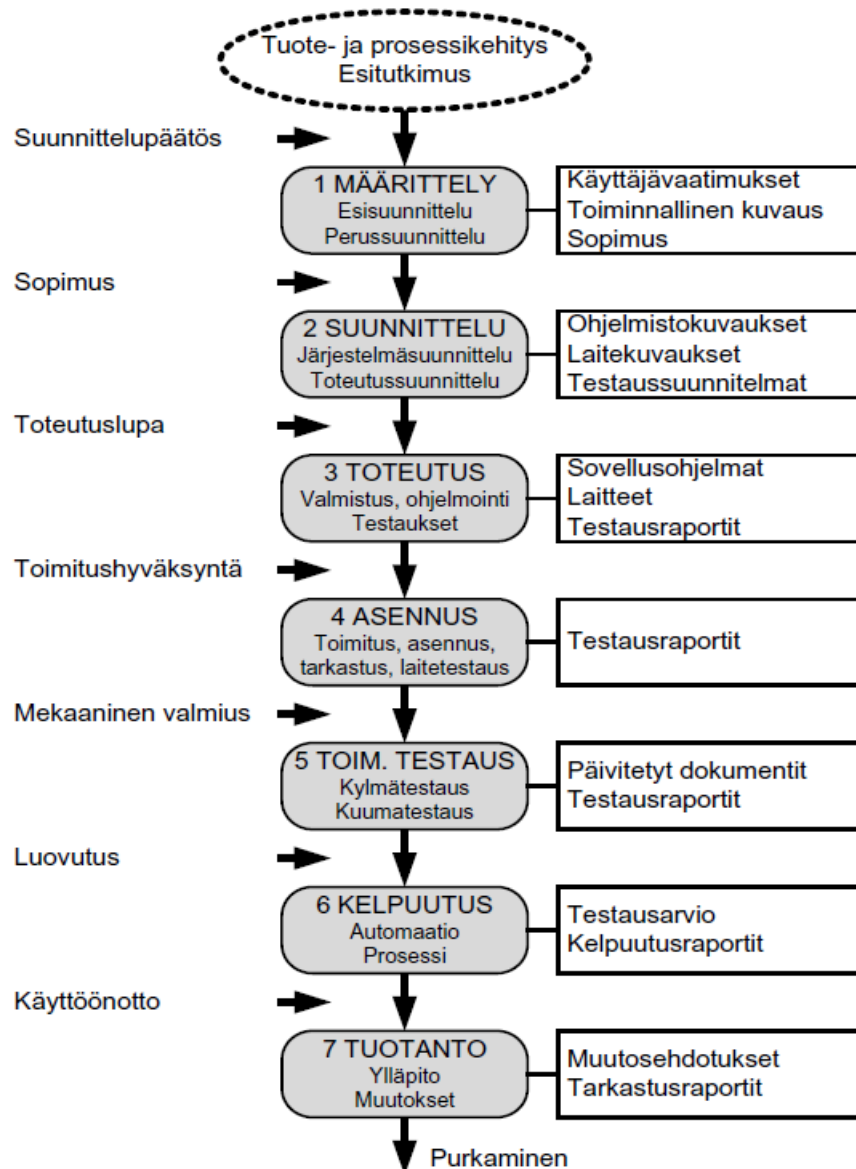 Tuote- ja prosessikehitys
Esitutkimus
Suunnittelupäätös
1 MÄÄRITTELY
Esisuunnittelu
Perussuunnittelu
Käyttäjävaatimukset
Toiminnallinen kuvaus
Sopimus
Sopimus
2 SUUNNITTELU
Järjestelmäsuunnittelu
Toteutussuunnittelu
Ohjelmistokuvaukset
Laitekuvaukset
Testaussuunnitelmat
Toteutuslupa
3 TOTEUTUS
Valmistus, ohjelmointi
Testaukset
Sovellusohjelmat
Laitteet
Testausraportit
Toimitushyväksyntä
4 ASENNUS
Toimitus, asennus,
tarkastus, laitetestaus
Testausraportit
Mekaaninen valmius
5 TOIM. TESTAUS
Kylmätestaus
Kuumatestaus
Päivitetyt dokumentit
Testausraportit
Luovutus
6 KELPUUTUS
Automaatio
Prosessi
Testausarvio
Kelpuutusraportit
Käyttöönotto
7 TUOTANTO
Ylläpito
Muutokset
Muutosehdotukset
Tarkastusraportit
Purkaminen